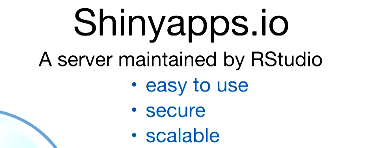 Shinyapps.io
A server maintained by RStudio
• easy to use
• secure
• scalable